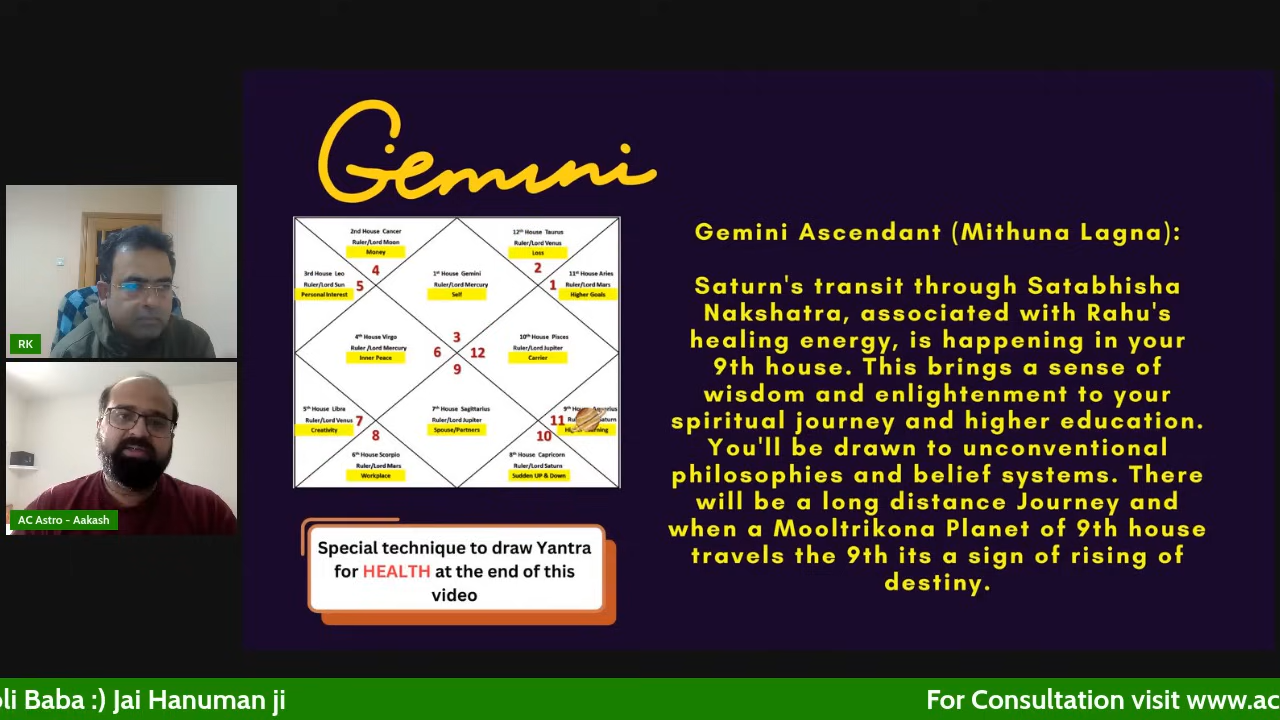 Gemini
2nd House Cancer
Ruler/Lord Moon
Money
12th House Taurus
Ruler/Lord Venus
Loss
3rd House Leo
Ruler/Lord Sun
Personal Interest
4
5
1st House Gemini
Ruler/Lord Mercury
Self
2
1
11th House Aries
Ruler/Lord Mars
Higher Goals
4th House Virgo
Ruler /Lord Mercury
Inner Peace
3
6 12
9
10th House Pisces
Ruler/Lord Jupiter
Carrier
5th House Libra
Ruler/Lord Venus
Creativity
7
8
7th House Sagittarius
Ruler/Lord Jupiter
Spouse/Partners
11
10
9th
6th House Scorpio
Ruler/Lord Mars
Workplace
8th House Capricorn
Ruler/Lord Saturn
Sudden UP & Down
Special technique to draw Yantra
for HEALTH at the end of this
video
Gemini Ascendant (Mithuna Lagna):
Saturn's transit through Satabhisha
Nakshatra, associated with Rahu's
healing energy, is happening in your
9th house. This brings a sense of
wisdom and enlightenment to your
spiritual journey and higher education.
You'll be drawn to unconventional
philosophies and belief systems. There
will be a long distance Journey and
when a Mooltrikona Planet of 9th house
travels the 9th its a sign of rising of
destiny.
RK
AC Astro - Aakash
oli Baba :) Jai Hanuman ji
For Consultation visit www.ac